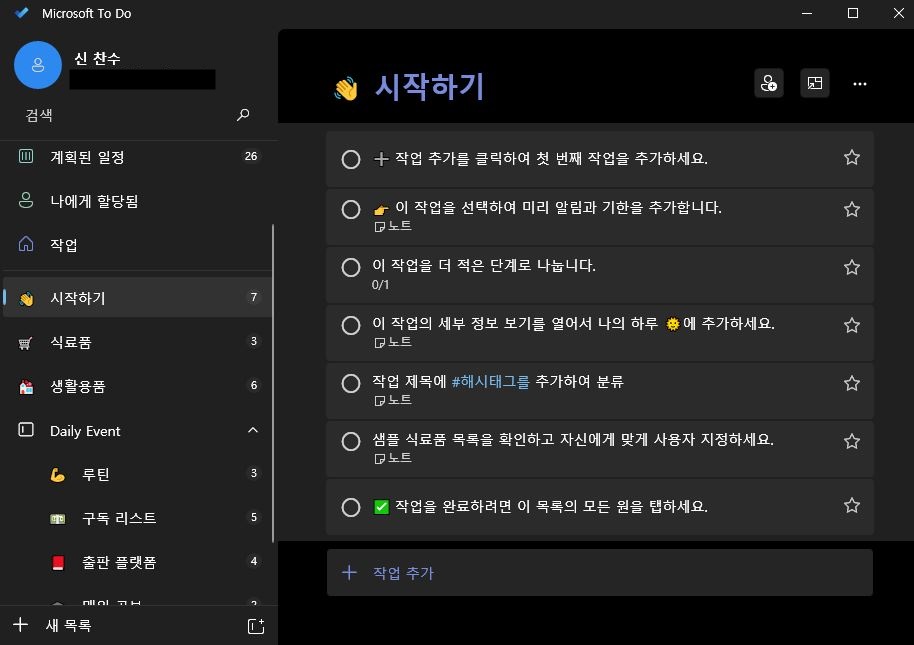 Microsoft To Do
신 찬수
검색
계획된 일정 26
나에게 할당됨
작업
시작하기 7
식료품 3
생활용품 6
Daily Event
루틴 3
구독 리스트 5
출판 플랫폼 4
2
새 목록
시작하기
작업 추가를 클릭하여 첫 번째 작업을 추가하세요.
이 작업을 선택하여 미리 알림과 기한을 추가합니다.
노트
이 작업을 더 적은 단계로 나눕니다.
0/1
이 작업의 세부 정보 보기를 열어서 나의 하루 🌞에 추가하세요.
노트
작업 제목에 #해시태그를 추가하여 분류
노트
샘플 식료품 목록을 확인하고 자신에게 맞게 사용자 지정하세요.
노트
작업을 완료하려면 이 목록의 모든 원을 탭하세요.
작업 추가